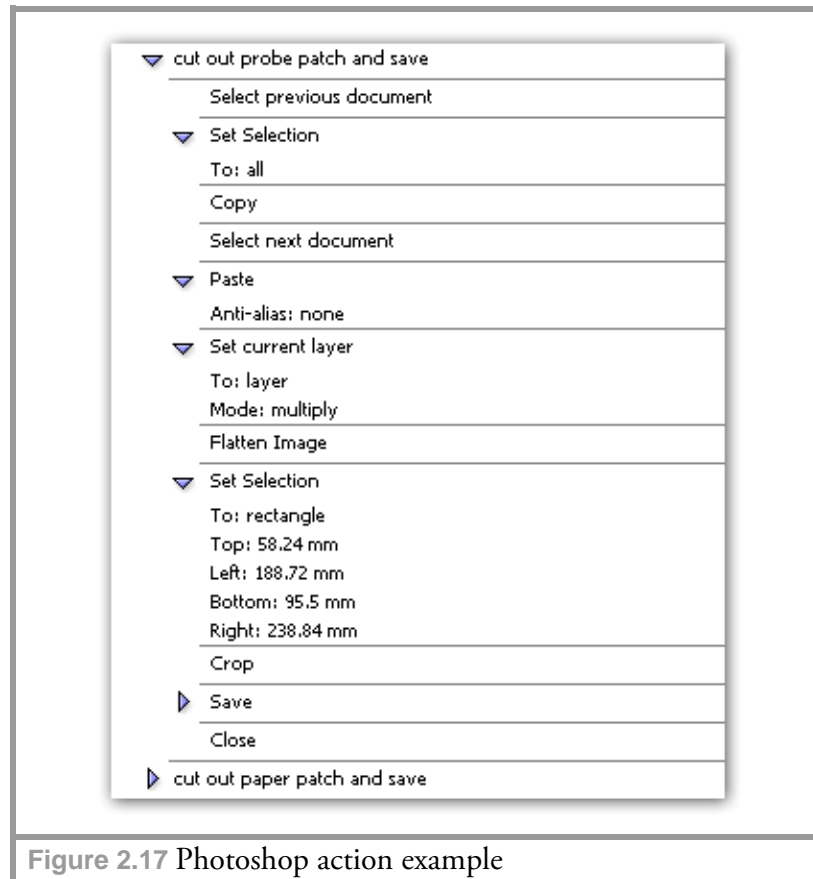 cut out probe patch and save
Select previous document
Set Selection
To: all
Copy
Select next document
Paste
Anti-alias: none
Set current layer
To: layer
Mode: multiply
Flatten Image
Set Selection
To: rectangle
Top: 58.24 mm
Left: 188.72 mm
Bottom: 95.5 mm
Right: 238.84 mm
Crop
Save
Close
cut out paper patch and save
Figure 2.17 Photoshop action example